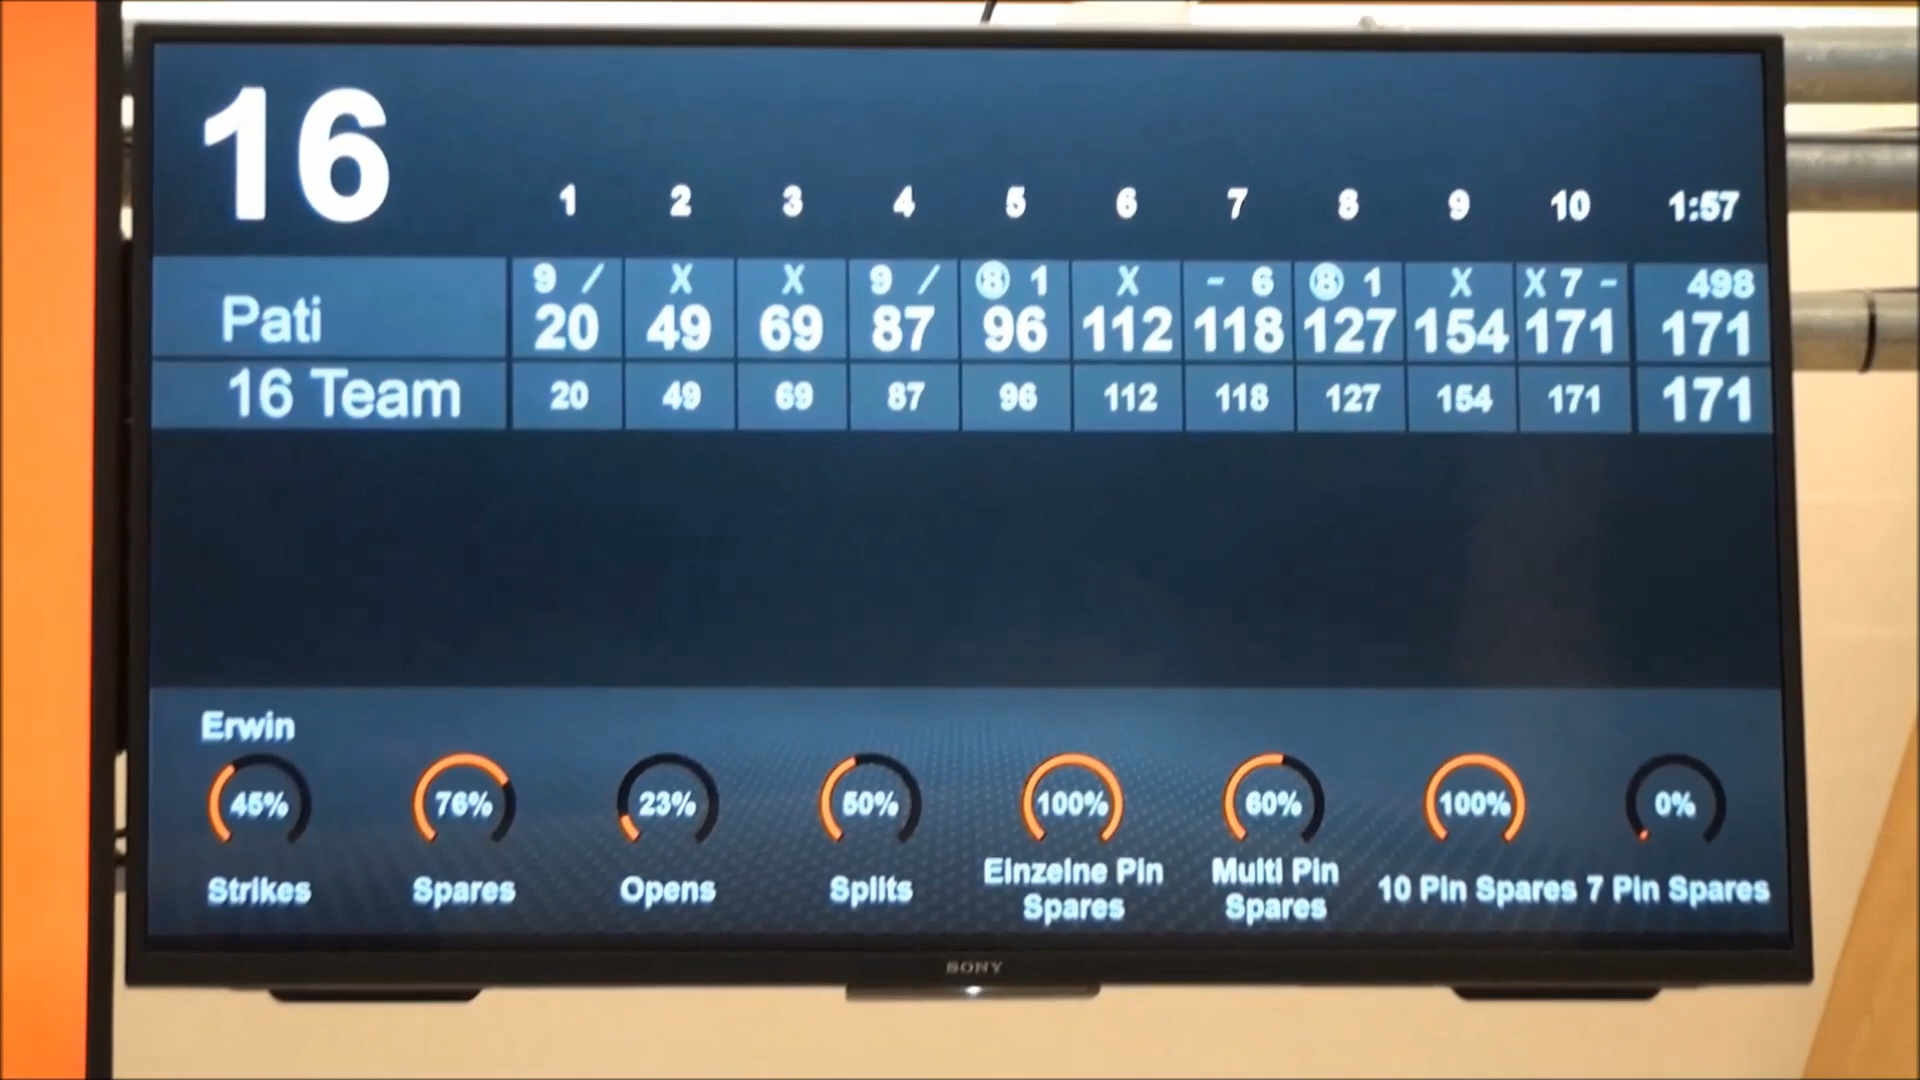 16
1 2 3 4 5 6 7 8 9 10 1:57
9 / X X 9 / 8 1 X - 6 8 1 X X 7 - 498
Pati 20 49 69 87 96 112 118 127 154 171 171
16 Team 20 49 69 87 96 112 118 127 154 171 171
Erwin
45% 76% 23% 50% 100% 60% 100% 0%
Strikes Spares Opens Splits Einzelne Pin Spares Multi Pin Spares 10 Pin Spares 7 Pin Spares
SONY